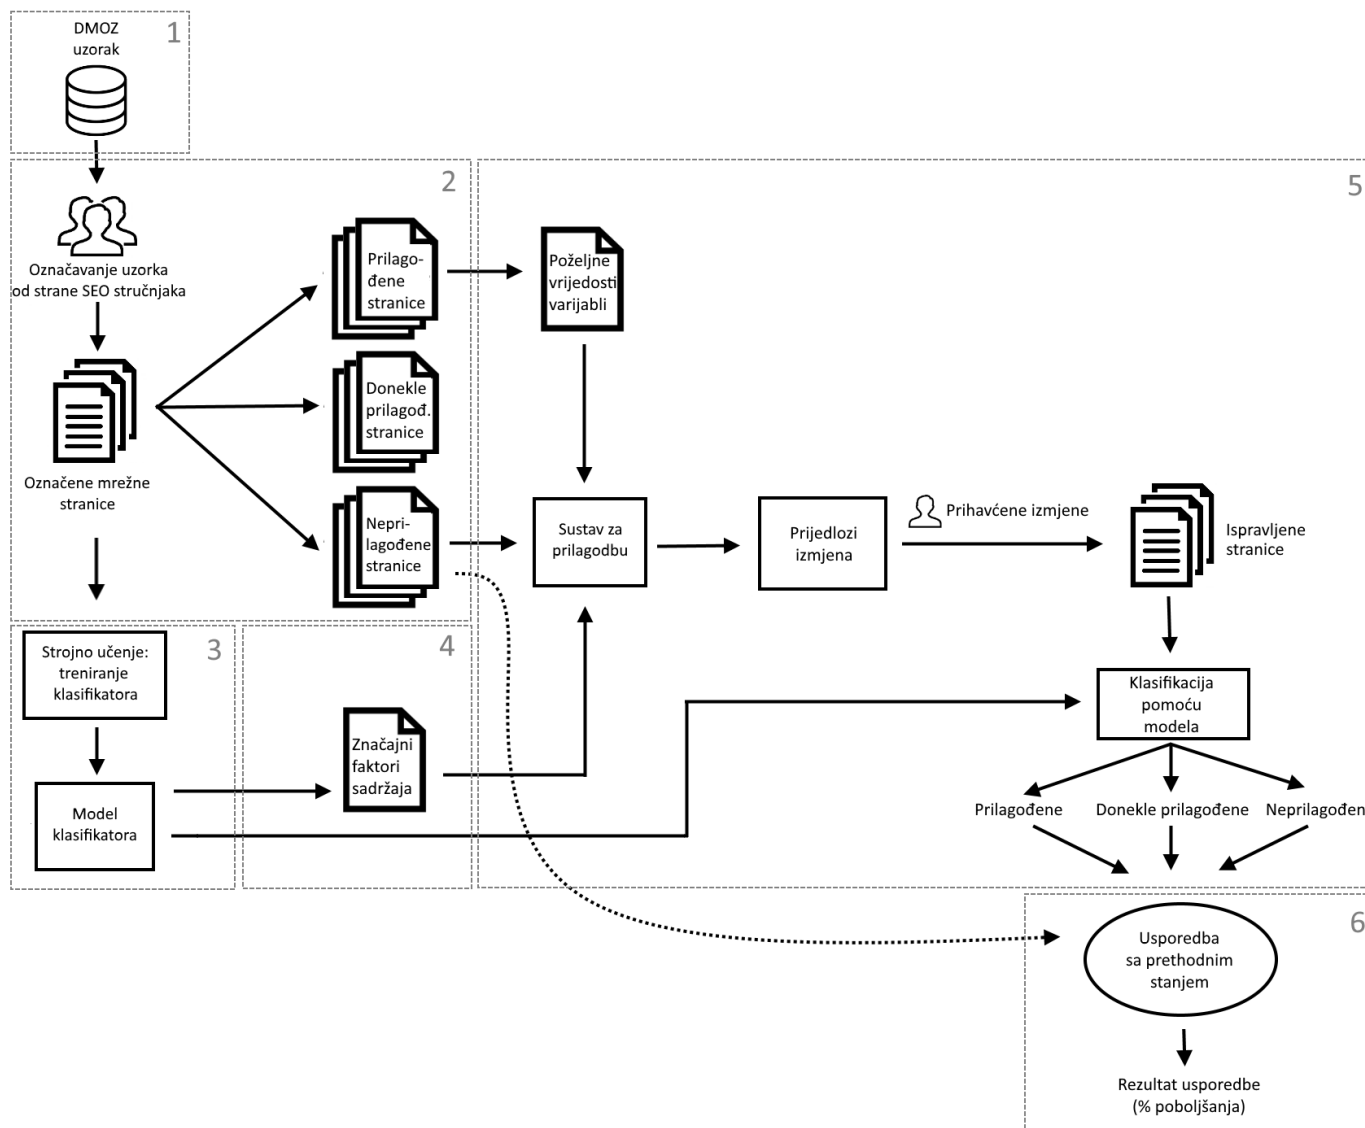 DMOZ
uzorak
1
2
Označavanje uzorka
od strane SEO stručnjaka
Označene mrežne
stranice
Prilago-
đene
stranice
Donekle
prilagođ.
stranice
Nepri-
lagođene
stranice
3
Strojno učenje:
treniranje
klasifikatora
Model
klasifikatora
4
Značajni
faktori
sadržaja
5
Poželjne
vrijedosti
varijabli
Sustav za
prilagodbu
Prijedlozi
izmjena
Prihavćene izmjene
Ispravljene
stranice
Klasifikacija
pomoću
modela
Prilagođene
Donekle prilagođene
Neprilagođen
6
Usporedba
sa prethodnim
stanjem
Rezultat usporedbe
(% poboljšanja)